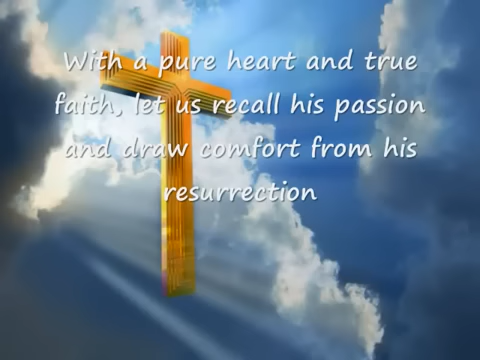 With a pure heart and true
faith, let us recall his passion
and draw comfort from his
resurrection